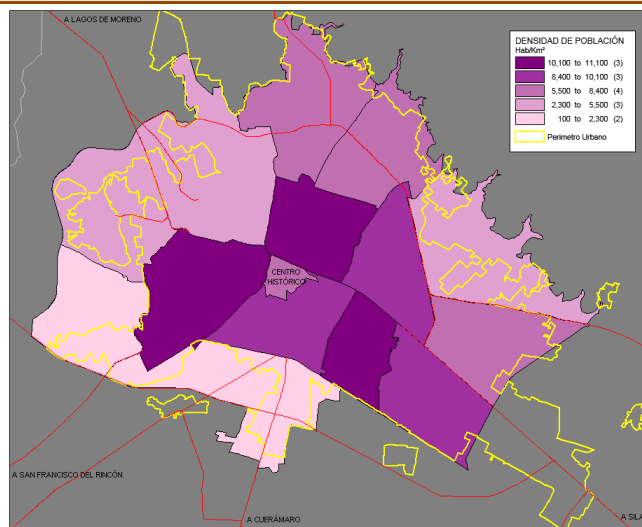 A LAGOS DE MORENO
DENSIDAD DE POBLACIÓN
Hab/Km²
10,100 to 11,100 (3)
8,400 to 10,100 (3)
5,500 to 8,400 (4)
2,300 to 5,500 (3)
100 to 2,300 (2)
Perimetro Urbano
CENTRO
HISTÓRICO
A SAN FRANCISCO DEL RINCÓN
A CUERÁMARO
A SILA